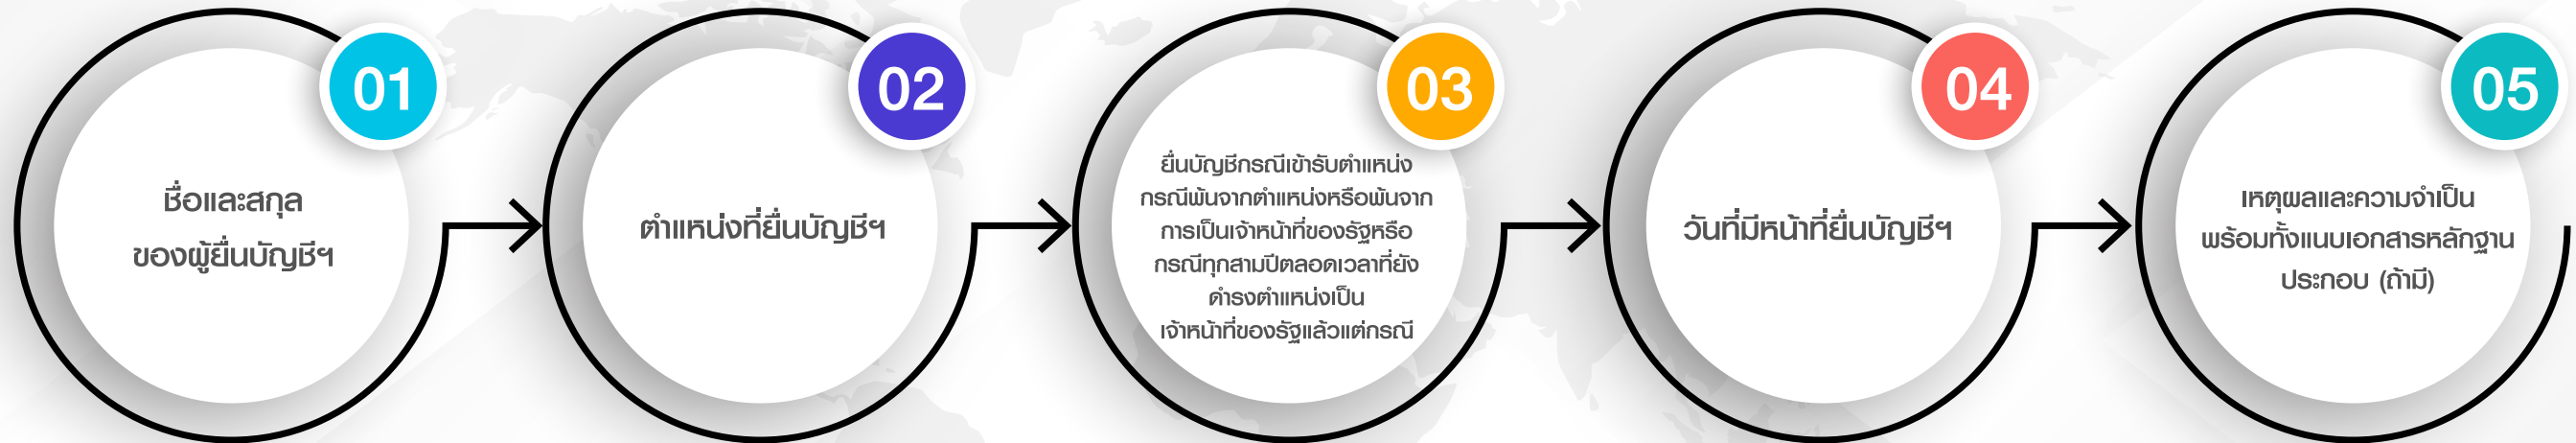 01
ชื่อและสกุล
ของผู้ยื่นบัญชีฯ
02
ตำแหน่งที่ยื่นบัญชีฯ
03
ยื่นบัญชีกรณีเข้ารับตำแหน่ง
กรณีพ้นจากตำแหน่งหรือพ้นจาก
การเป็นเจ้าหน้าที่ของรัฐหรือ
กรณีทุกสามปีตลอดเวลาที่ยัง
ดำรงตำแหน่งเป็น
เจ้าหน้าที่ของรัฐแล้วแต่กรณี
04
วันที่มีหน้าที่ยื่นบัญชีฯ
05
เหตุผลและความจำเป็น
พร้อมทั้งแนบเอกสารหลักฐาน
ประกอบ (ถ้ามี)